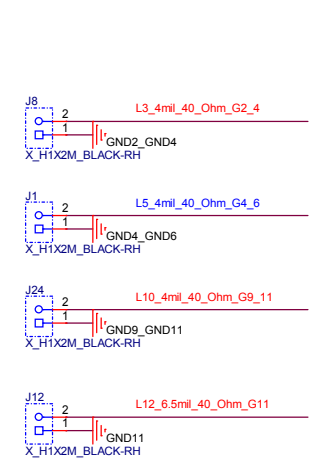 J8
2 L3_4mil_40_Ohm_G2_4
1
GND2_GND4
X_H1X2M_BLACK-RH
J1
2 L5_4mil_40_Ohm_G4_6
1
GND4_GND6
X_H1X2M_BLACK-RH
J24
2 L10_4mil_40_Ohm_G9_11
1
GND9_GND11
X_H1X2M_BLACK-RH
J12
2 L12_6.5mil_40_Ohm_G11
1
GND11
X_H1X2M_BLACK-RH